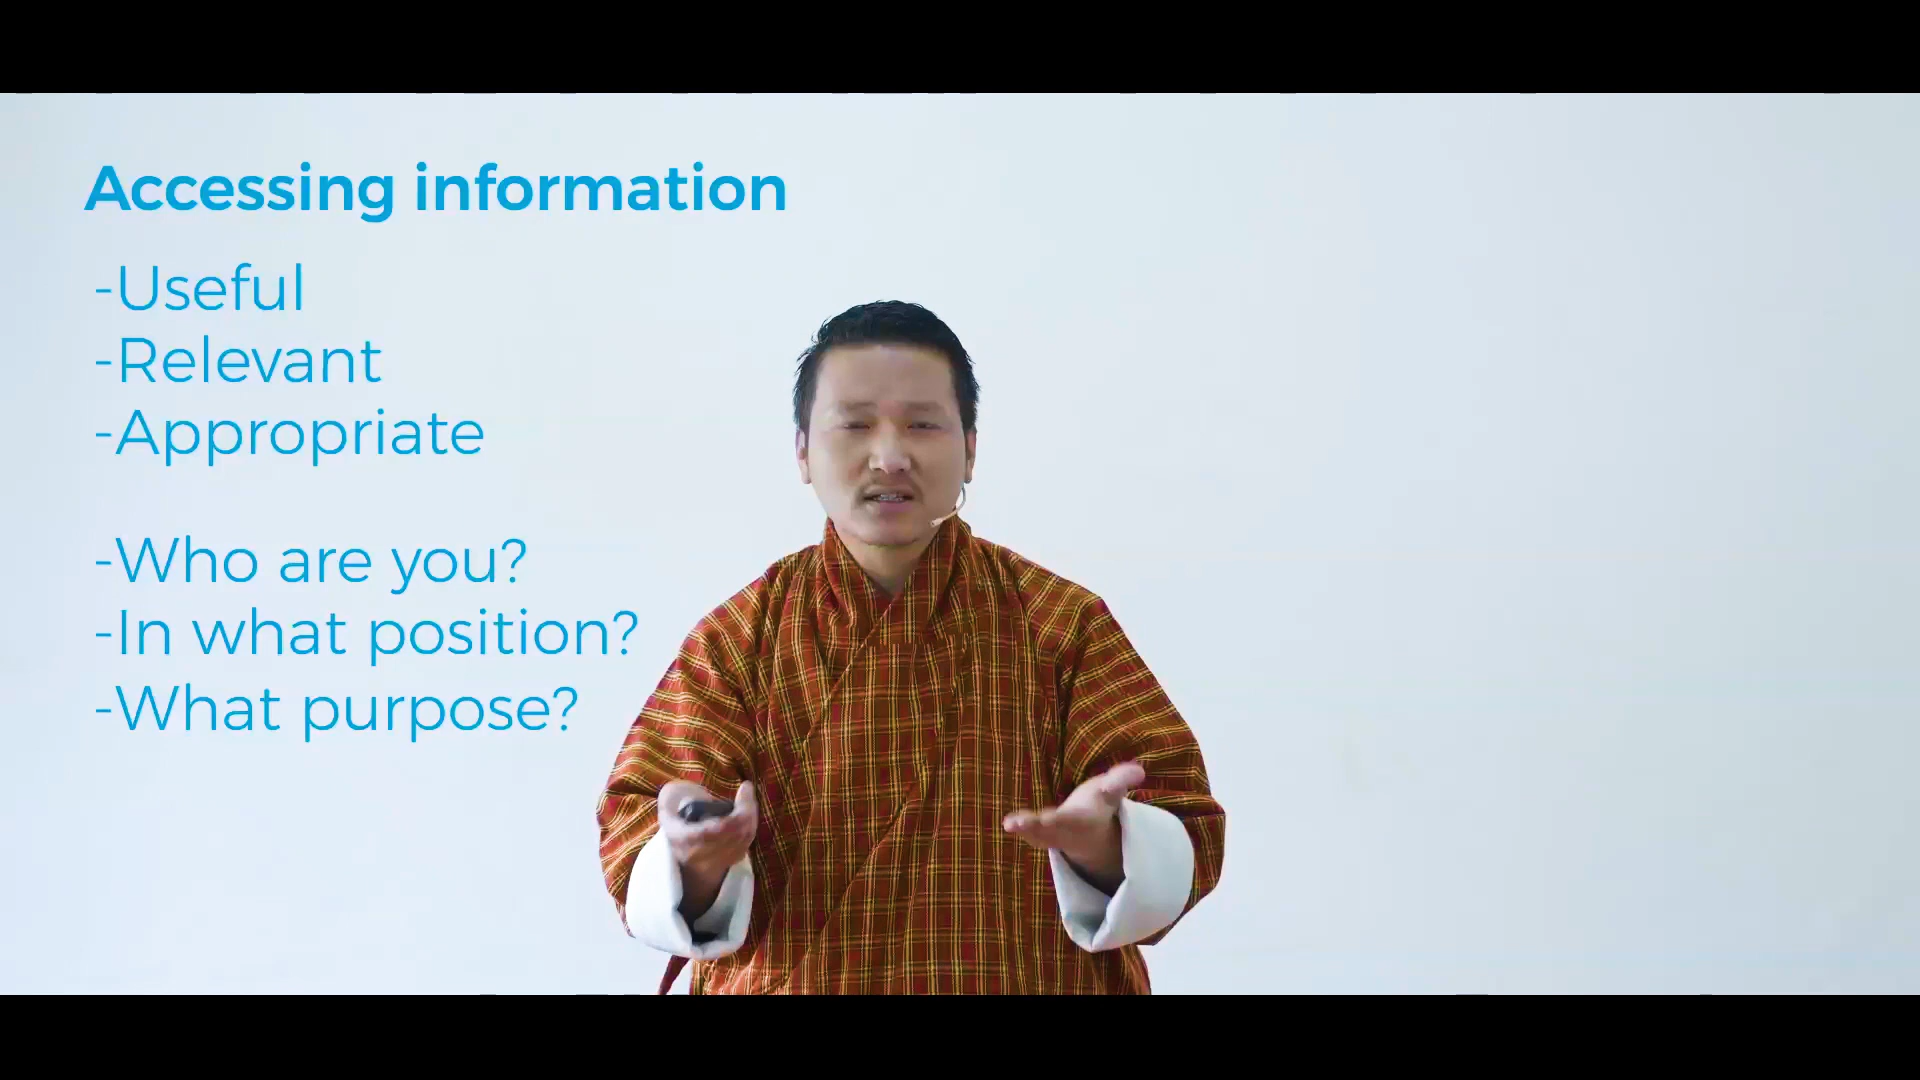 Accessing information
-Useful
-Relevant
-Appropriate
-Who are you?
-In what position?
-What purpose?